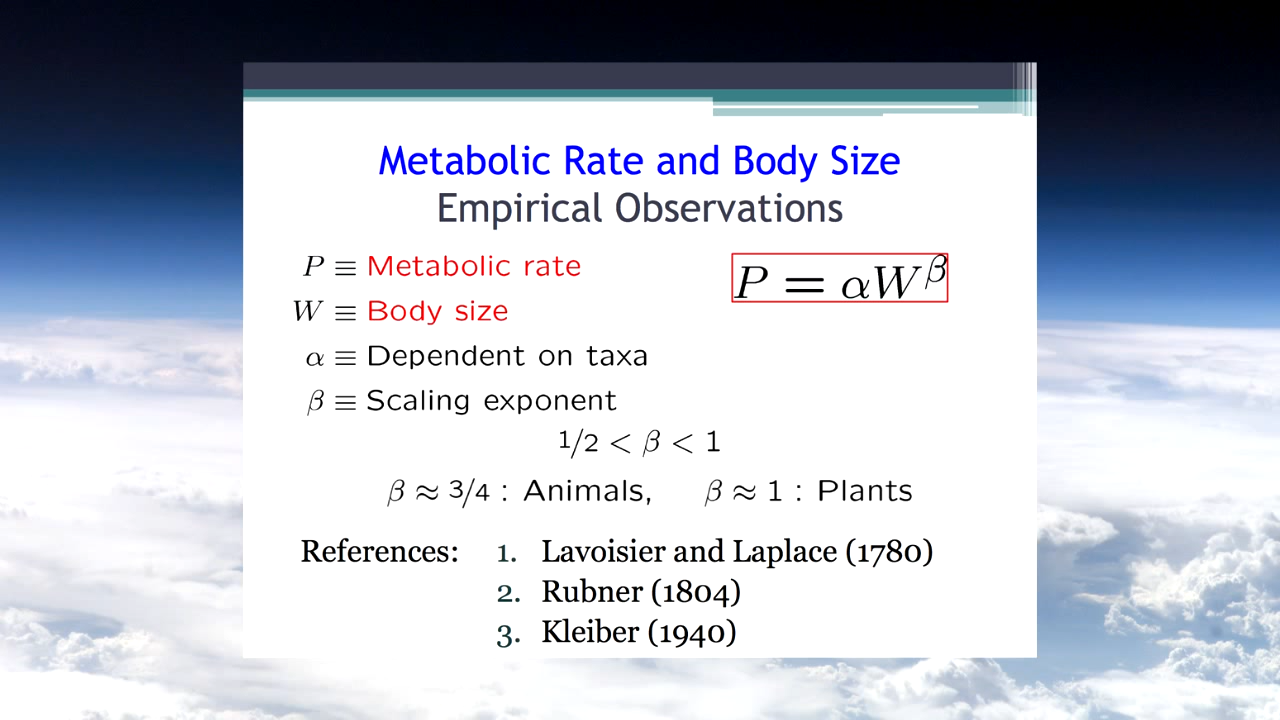 Metabolic Rate and Body Size
Empirical Observations
P ≡ Metabolic rate
P = αW^β
W ≡ Body size
α ≡ Dependent on taxa
β ≡ Scaling exponent
1/2 < β < 1
β ≈ 3/4 : Animals, β ≈ 1 : Plants
References: 1. Lavoisier and Laplace (1780)
2. Rubner (1804)
3. Kleiber (1940)